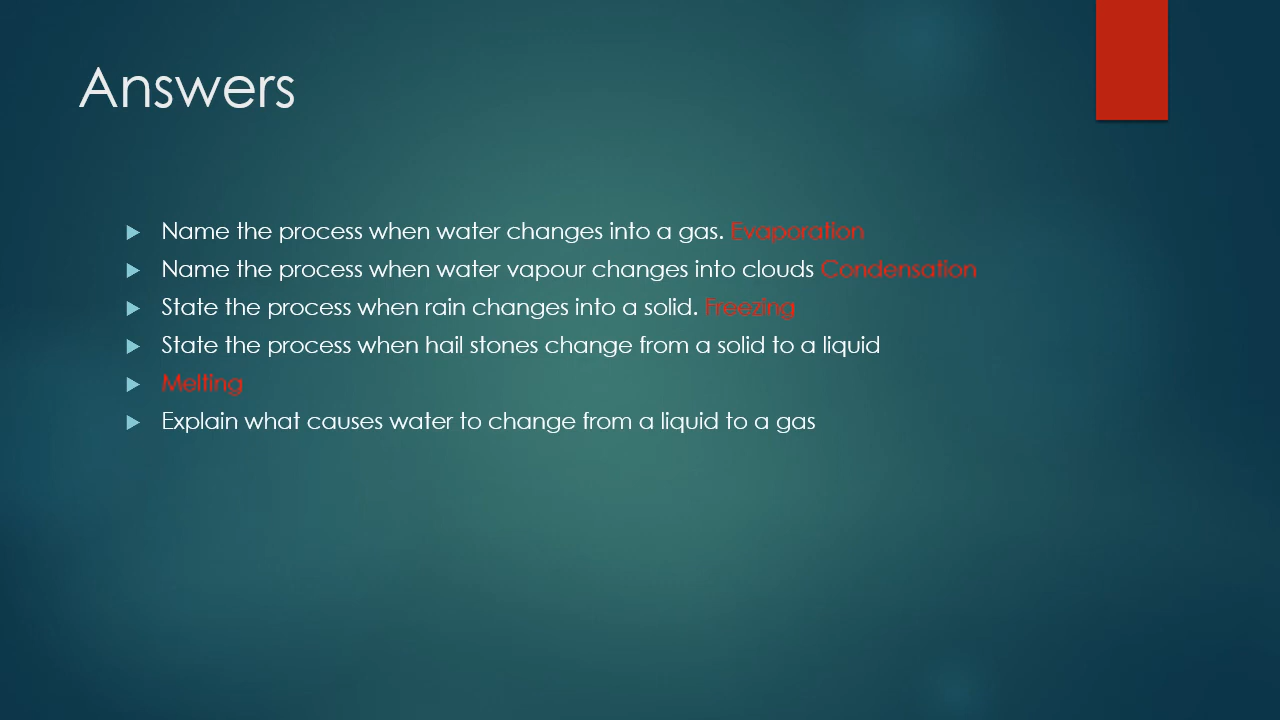 Answers
Name the process when water changes into a gas. Evaporation
Name the process when water vapour changes into clouds Condensation
State the process when rain changes into a solid. Freezing
State the process when hail stones change from a solid to a liquid
Melting
Explain what causes water to change from a liquid to a gas